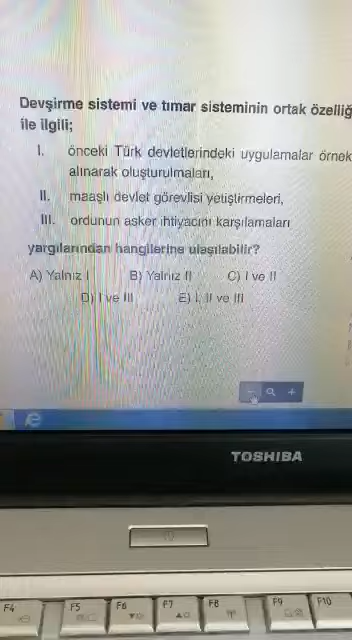 Devşirme sistemi ve tımar sisteminin ortak özelliğ
ile ilgili;
I. önceki Türk devletlerindeki uygulamalar örnek
alınarak oluşturulmaları,
II. maaşlı devlet görevlisi yetiştirmeleri,
III. ordunun asker ihtiyacını karşılamaları
yargılarından hangilerine ulaşılabilir?
A) Yalnız I B) Yalnız II C) I ve II
D) I ve III E) I, II ve III
TOSHIBA
F4 F5 F6 F7 F8 F9 F10